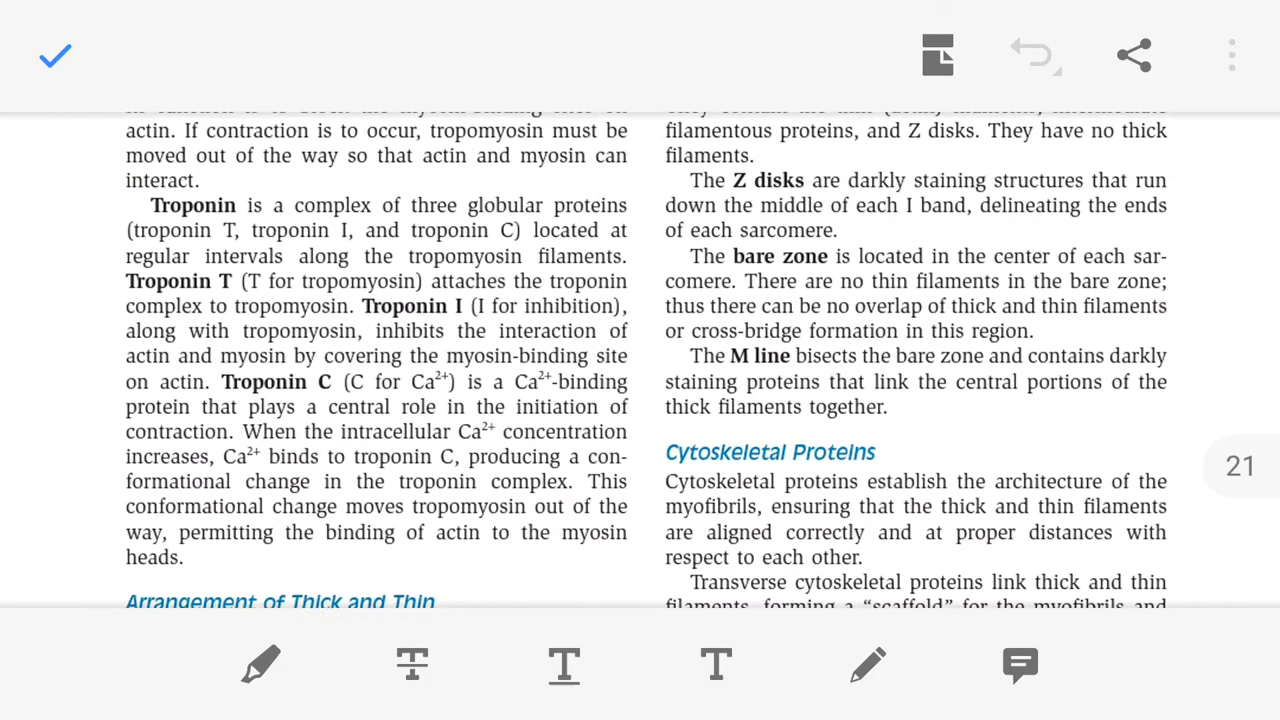 actin. If contraction is to occur, tropomyosin must be
moved out of the way so that actin and myosin can
interact.
Troponin is a complex of three globular proteins
(troponin T, troponin I, and troponin C) located at
regular intervals along the tropomyosin filaments.
Troponin T (T for tropomyosin) attaches the troponin
complex to tropomyosin. Troponin I (I for inhibition),
along with tropomyosin, inhibits the interaction of
actin and myosin by covering the myosin-binding site
on actin. Troponin C (C for Ca²⁺) is a Ca²⁺-binding
protein that plays a central role in the initiation of
contraction. When the intracellular Ca²⁺ concentration
increases, Ca²⁺ binds to troponin C, producing a con-
formational change in the troponin complex. This
conformational change moves tropomyosin out of the
way, permitting the binding of actin to the myosin
heads.
Arrangement of Thick and Thin
filamentous proteins, and Z disks. They have no thick
filaments.
The Z disks are darkly staining structures that run
down the middle of each I band, delineating the ends
of each sarcomere.
The bare zone is located in the center of each sar-
comere. There are no thin filaments in the bare zone;
thus there can be no overlap of thick and thin filaments
or cross-bridge formation in this region.
The M line bisects the bare zone and contains darkly
staining proteins that link the central portions of the
thick filaments together.
Cytoskeletal Proteins
Cytoskeletal proteins establish the architecture of the
myofibrils, ensuring that the thick and thin filaments
are aligned correctly and at proper distances with
respect to each other.
Transverse cytoskeletal proteins link thick and thin
filaments, forming a “scaffold” for the myofibrils and
21